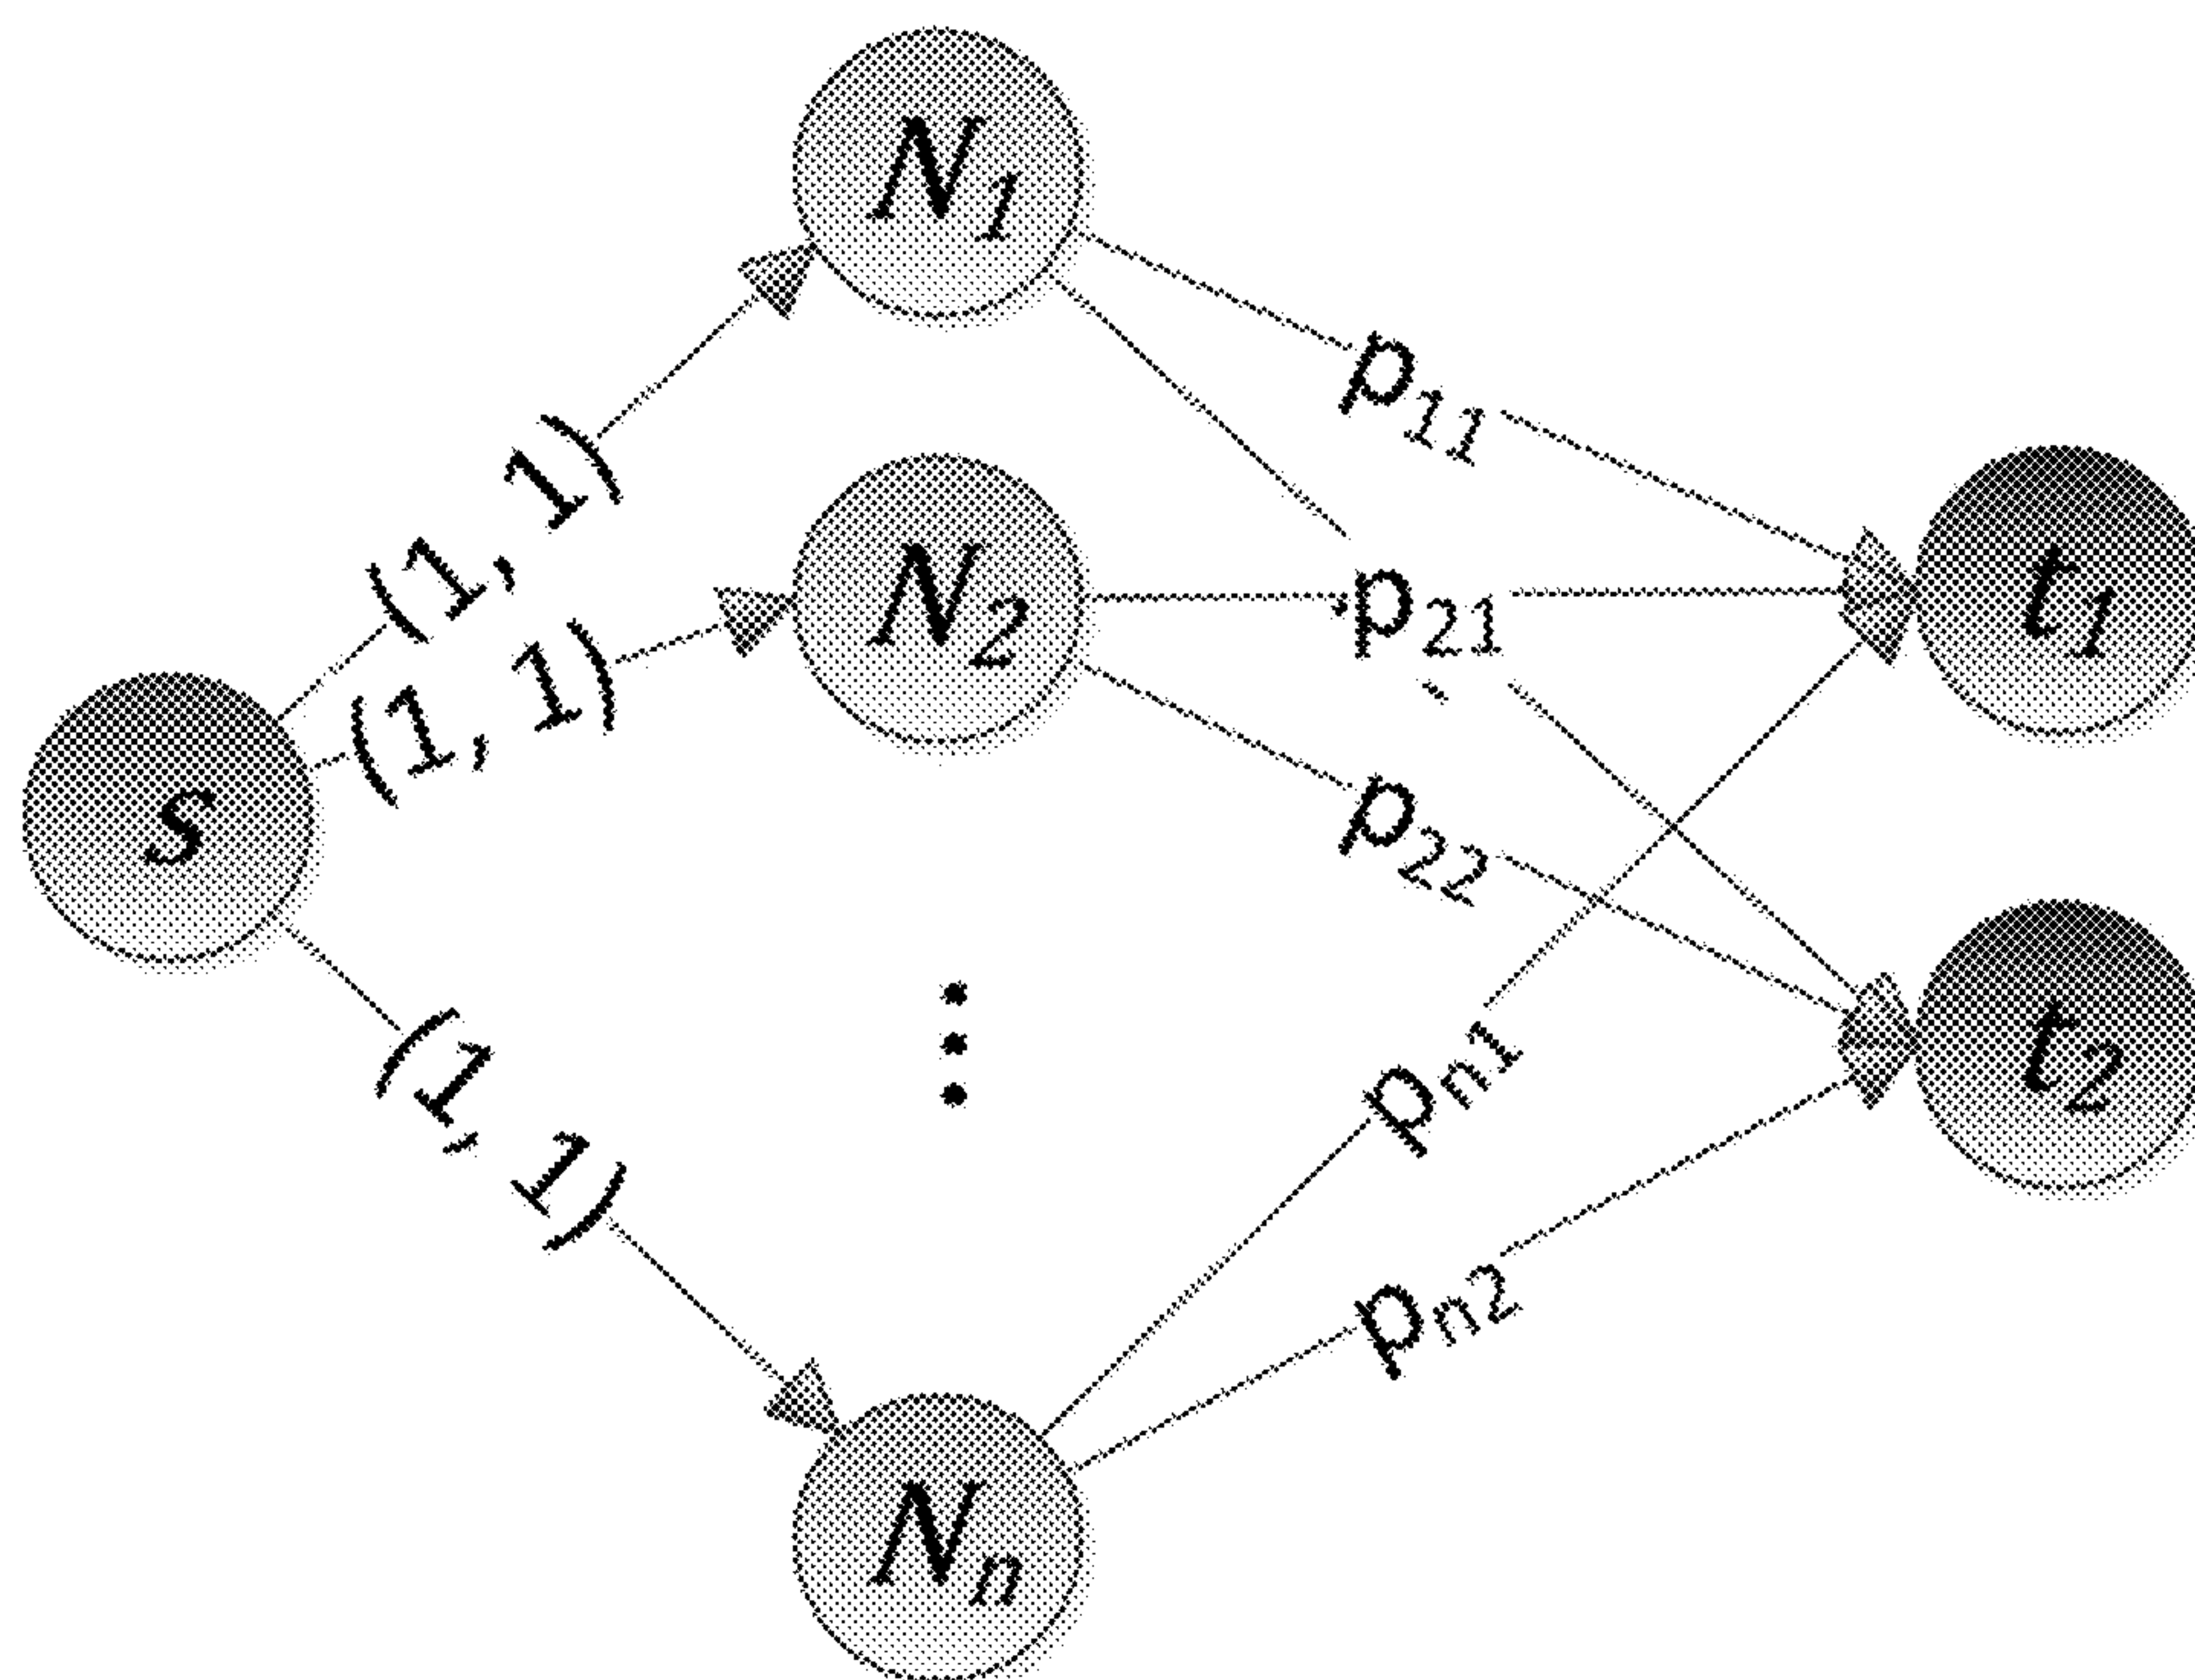 N1
(1, 1)
p11
N2
(1, 1)
p21
t1
s
p22
t2
(1, 1)
pn1
pn2
Nn